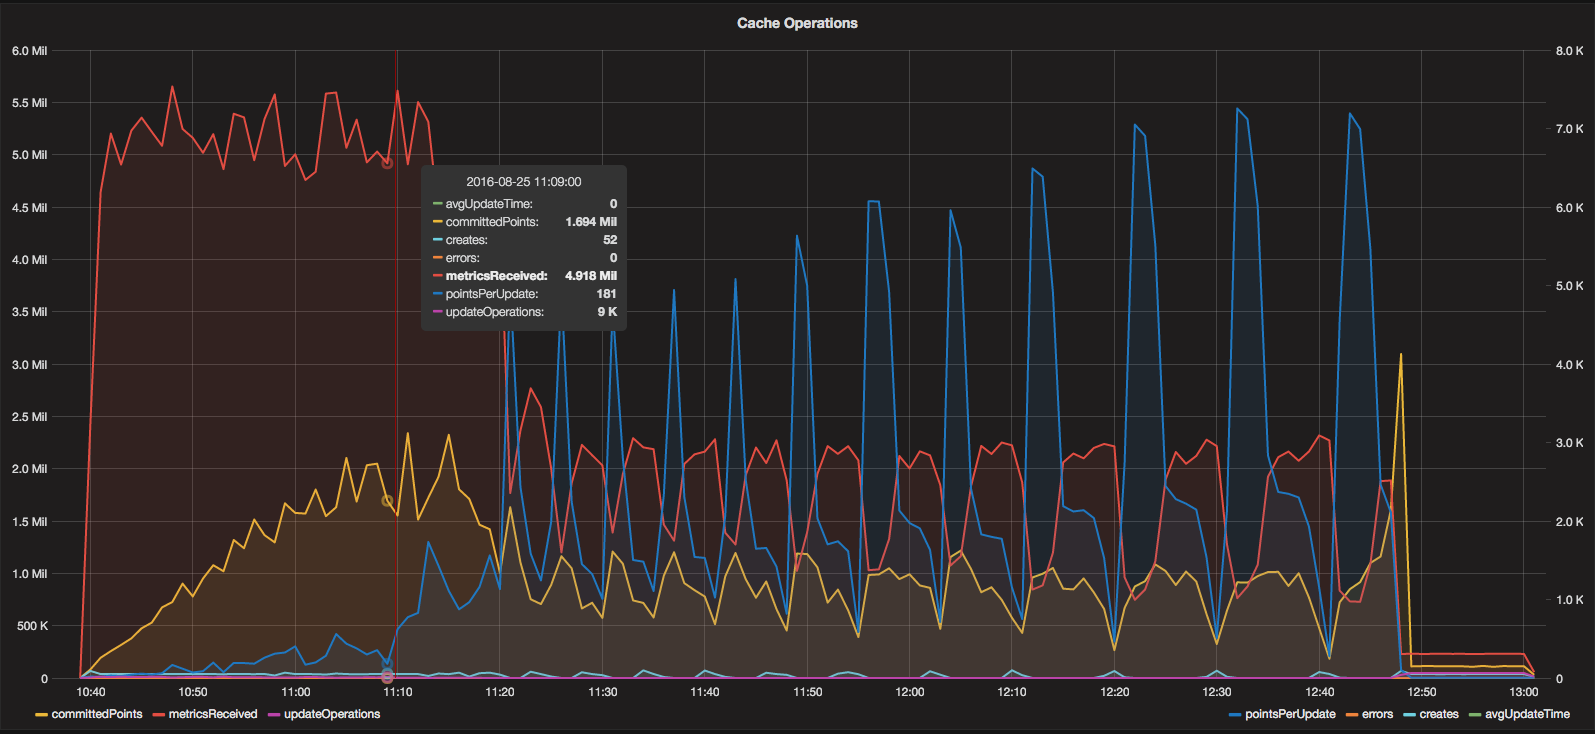 Cache Operations
6.0 Mil
5.5 Mil
5.0 Mil
4.5 Mil
4.0 Mil
3.5 Mil
3.0 Mil
2.5 Mil
2.0 Mil
1.5 Mil
1.0 Mil
500 K
0
8.0 K
7.0 K
6.0 K
5.0 K
4.0 K
3.0 K
2.0 K
1.0 K
0
2016-08-25 11:09:00
avgUpdateTime: 0
committedPoints: 1.694 Mil
creates: 52
errors: 0
metricsReceived: 4.918 Mil
pointsPerUpdate: 181
updateOperations: 9 K
10:40 10:50 11:00 11:10 11:20 11:30 11:40 11:50 12:00 12:10 12:20 12:30 12:40 12:50 13:00
committedPoints metricsReceived updateOperations pointsPerUpdate errors creates avgUpdateTime